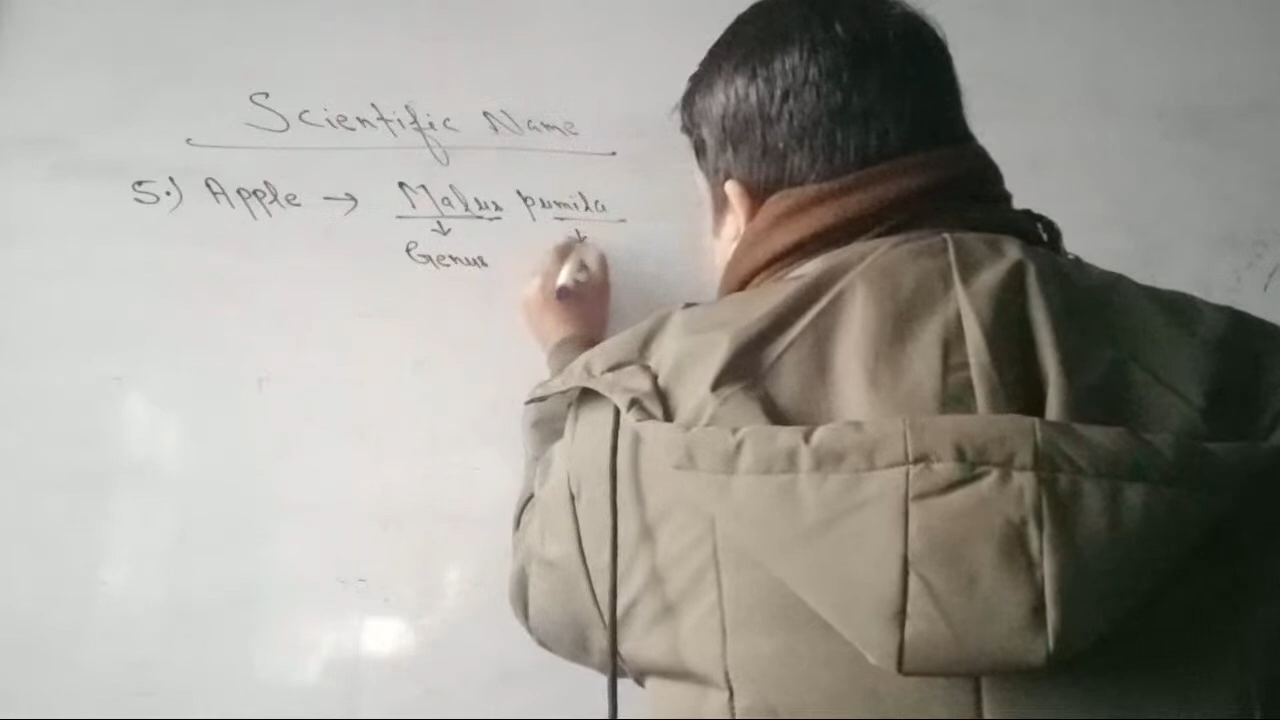 Scientific Name
5.) Apple → Malus pumila
↓ ↓
Genus